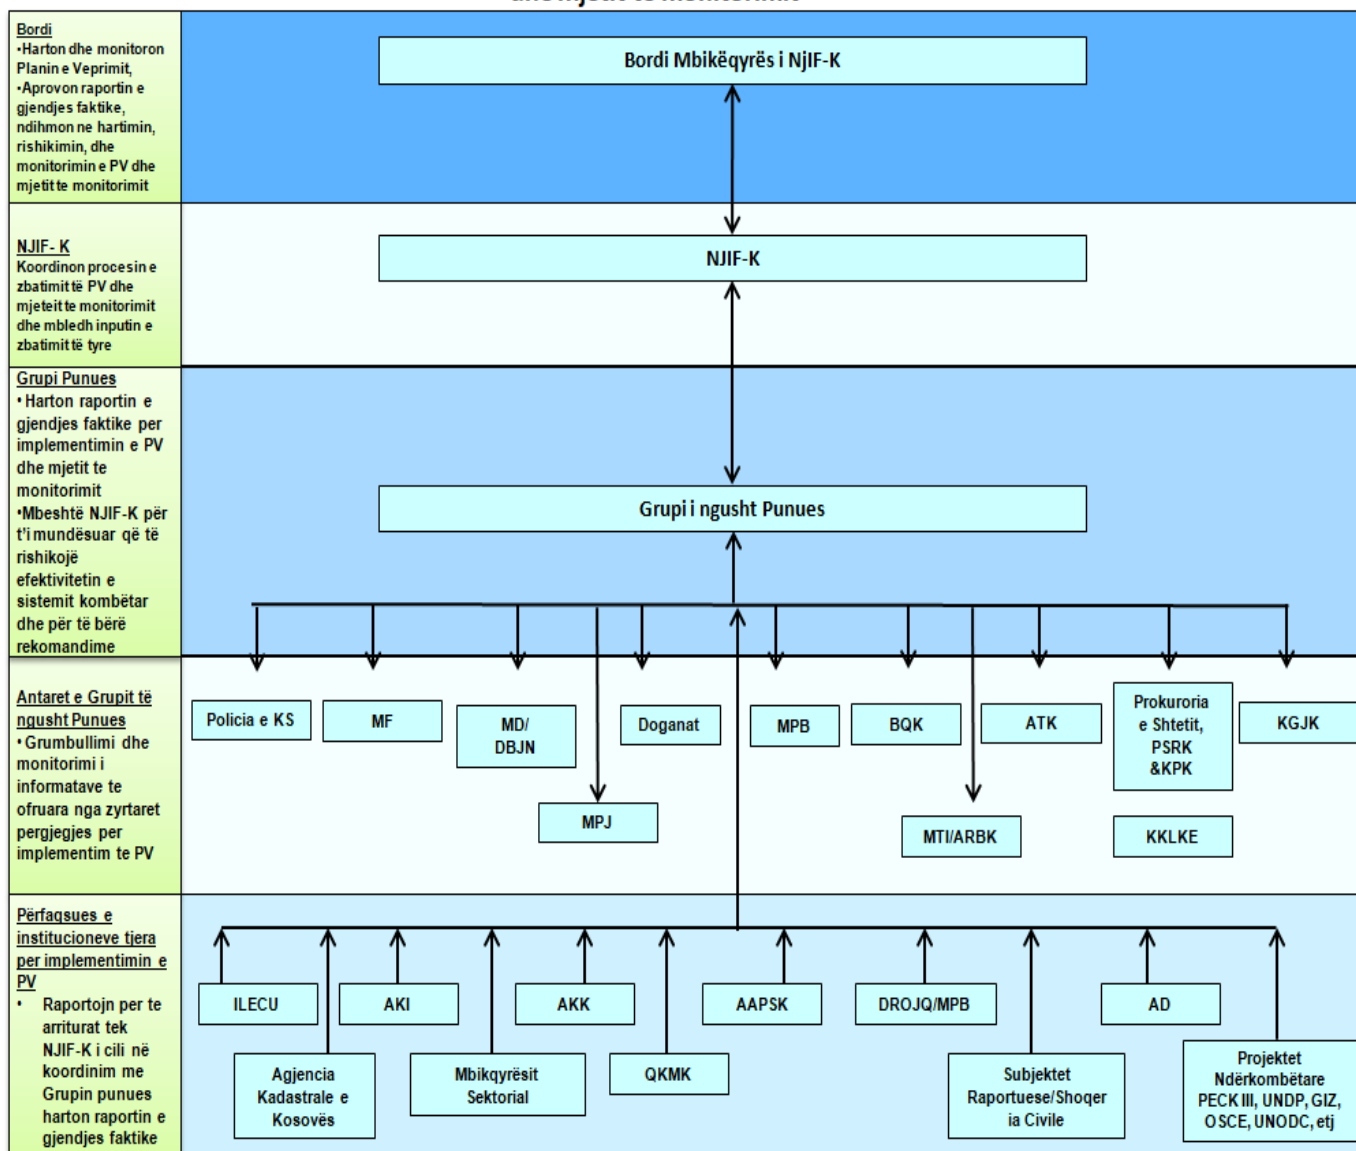 Bordi
•Harton dhe monitoron
Planin e Veprimit,
•Aprovon raportin e
gjendjes faktike,
ndihmon ne hartimin,
rishikimin, dhe
monitorimin e PV dhe
mjetit te monitorimit
Bordi Mbikëqyrës i NjIF-K
NJIF- K
Koordinon procesin e
zbatimit të PV dhe
mjeteit te monitorimit
dhe mbledh inputin e
zbatimit të tyre
NJIF-K
Grupi Punues
• Harton raportin e
gjendjes faktike per
implementimin e PV
dhe mjetit te
monitorimit
•Mbeshtë NJIF-K për
t'i mundësuar që të
rishikojë
efektivitetin e
sistemit kombëtar
dhe për të bërë
rekomandime
Grupi i ngusht Punues
Antaret e Grupit të
ngusht Punues
• Grumbullimi dhe
monitorimi i
informatave te
ofruara nga zyrtaret
pergjegjes per
implementim te PV
Policia e KS
MF
MD/
DBJN
Doganat
MPB
BQK
ATK
Prokuroria
e Shtetit,
PSRK
&KPK
KGJK
MPJ
MTI/ARBK
KKLKE
Përfaqsues e
institucioneve tjera
per implementimin e
PV
• Raportojn per te
arriturat tek
NJIF-K i cili në
koordinim me
Grupin punues
harton raportin e
gjendjes faktike
ILECU
AKI
AKK
AAPSK
DROJQ/MPB
AD
Agjencia
Kadastrale e
Kosovës
Mbikqyrësit
Sektorial
QKMK
Subjektet
Raportuese/Shoqer
ia Civile
Projektet
Ndërkombëtare
PECK III, UNDP, GIZ,
OSCE, UNODC, etj